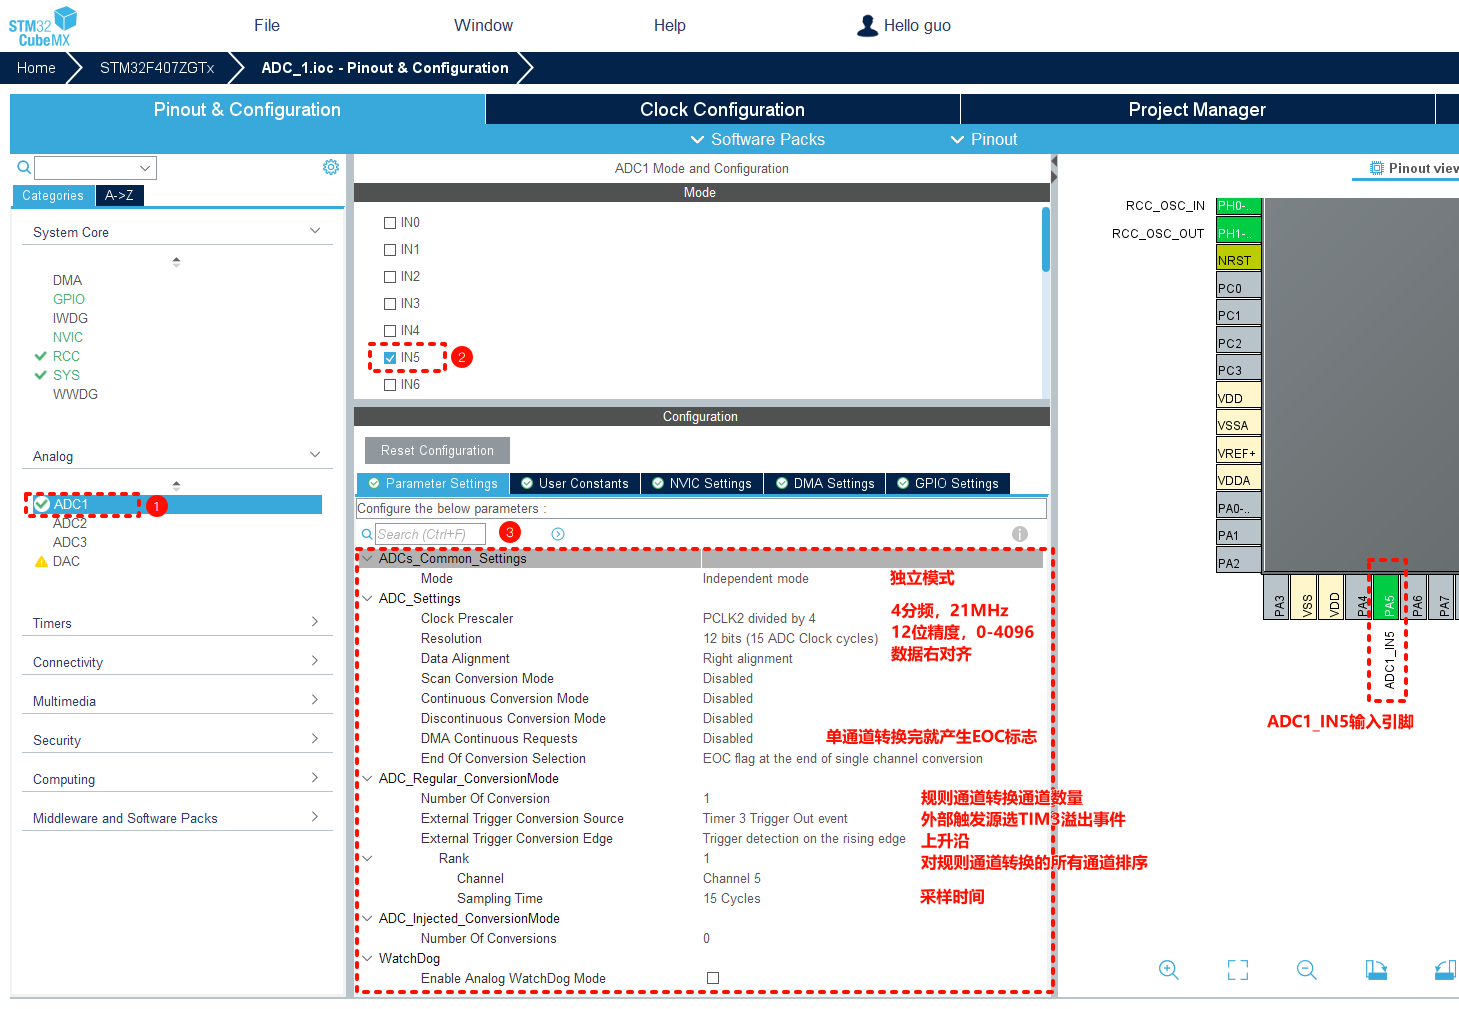 STM32
CubeMX
File
Window
Help
Hello guo
Home
STM32F407ZGTx
ADC_1.ioc - Pinout & Configuration
Pinout & Configuration
Clock Configuration
Project Manager
Software Packs
Pinout
Categories
A->Z
System Core
DMA
GPIO
IWDG
NVIC
RCC
SYS
WWDG
Analog
ADC1
1
ADC2
ADC3
DAC
Timers
Connectivity
Multimedia
Security
Computing
Middleware and Software Packs
ADC1 Mode and Configuration
Mode
IN0
IN1
IN2
IN3
IN4
IN5
2
IN6
Configuration
Reset Configuration
Parameter Settings
User Constants
NVIC Settings
DMA Settings
GPIO Settings
Configure the below parameters :
Search (Ctrl+F)
3
ADCs_Common_Settings
Mode Independent mode 独立模式
ADC_Settings
Clock Prescaler PCLK2 divided by 4 4分频，21MHz
Resolution 12 bits (15 ADC Clock cycles) 12位精度，0-4096
Data Alignment Right alignment 数据右对齐
Scan Conversion Mode Disabled
Continuous Conversion Mode Disabled
Discontinuous Conversion Mode Disabled
DMA Continuous Requests Disabled 单通道转换完就产生EOC标志
End Of Conversion Selection EOC flag at the end of single channel conversion
ADC_Regular_ConversionMode
Number Of Conversion 1 规则通道转换通道数量
External Trigger Conversion Source Timer 3 Trigger Out event 外部触发源选TIM3溢出事件
External Trigger Conversion Edge Trigger detection on the rising edge 上升沿
Rank 1 对规则通道转换的所有通道排序
Channel Channel 5
Sampling Time 15 Cycles 采样时间
ADC_Injected_ConversionMode
Number Of Conversions 0
WatchDog
Enable Analog WatchDog Mode
Pinout view
RCC_OSC_IN PH0-..
RCC_OSC_OUT PH1-..
NRST
PC0
PC1
PC2
PC3
VDD
VSSA
VREF+
VDDA
PA0-..
PA1
PA2
PA3
VSS
VDD
PA4
PA5
PA6
PA7
ADC1_IN5
ADC1_IN5输入引脚